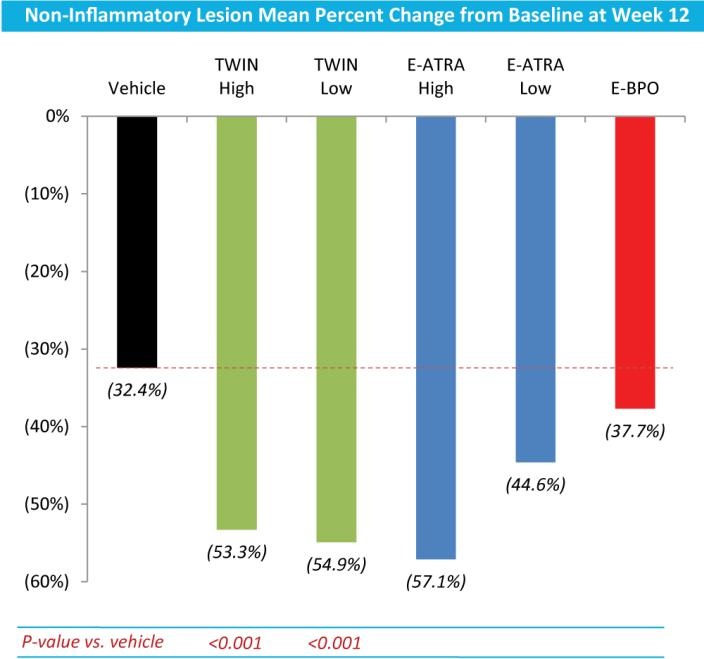 Non-Inflammatory Lesion Mean Percent Change from Baseline at Week 12
Vehicle
TWIN
High
TWIN
Low
E-ATRA
High
E-ATRA
Low
E-BPO
0%
(10%)
(20%)
(30%)
(40%)
(50%)
(60%)
(32.4%)
(53.3%)
(54.9%)
(57.1%)
(44.6%)
(37.7%)
P-value vs. vehicle <0.001 <0.001